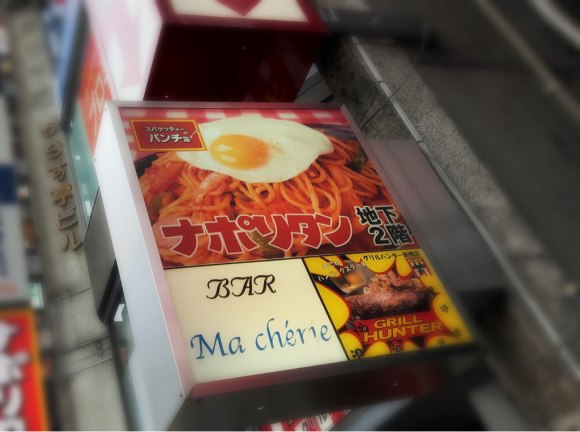 スパゲッティーの
パンチョ
ナポリタン
地下
2階
BAR
Ma chérie
GRILL
HUNTER